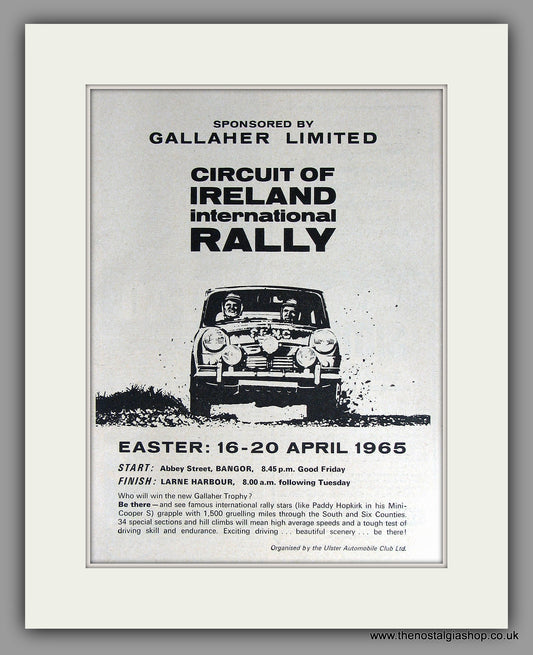 SPONSORED BY
GALLAHER LIMITED
CIRCUIT OF
IRELAND
international
RALLY
EASTER: 16-20 APRIL 1965
START: Abbey Street, BANGOR, 8.45 p.m. Good Friday
FINISH: LARNE HARBOUR, 8.00 a.m. following Tuesday
Who will win the new Gallaher Trophy?
Be there — and see famous international rally stars (like Paddy Hopkirk in his Mini-
Cooper S) grapple with 1,500 gruelling miles through the South and Six Counties.
34 special sections and hill climbs will mean high average speeds and a tough test of
driving skill and endurance. Exciting driving . . . beautiful scenery . . . be there!
Organised by the Ulster Automobile Club Ltd.
www.thenostalgiashop.co.uk